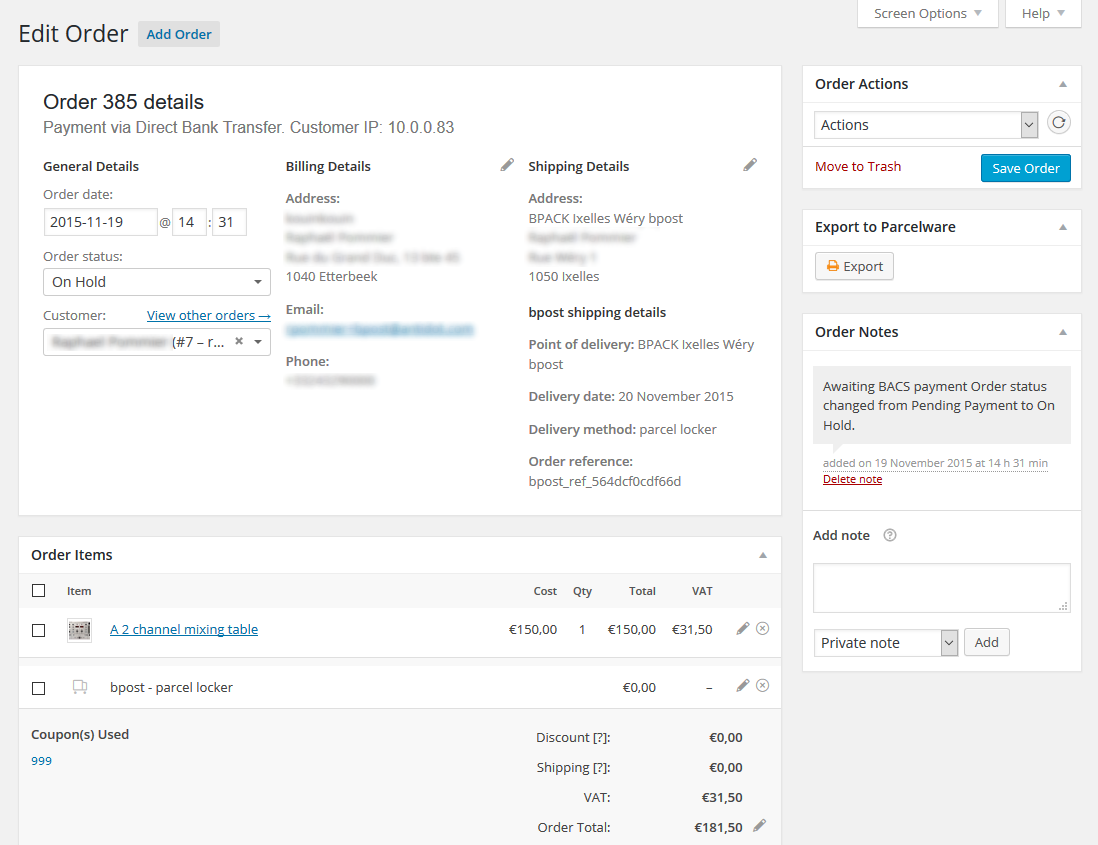 Screen Options
Help
Edit Order
Add Order
Order 385 details
Payment via Direct Bank Transfer. Customer IP: 10.0.0.83
General Details
Order date:
2015-11-19 @ 14 : 31
Order status:
On Hold
Customer: View other orders →
(#7 – r... ×
Billing Details
Address:
1040 Etterbeek
Email:
Phone:
Shipping Details
Address:
BPACK Ixelles Wéry bpost
1050 Ixelles
bpost shipping details
Point of delivery: BPACK Ixelles Wéry
bpost
Delivery date: 20 November 2015
Delivery method: parcel locker
Order reference:
bpost_ref_564dcf0cdf66d
Order Items
Item Cost Qty Total VAT
A 2 channel mixing table €150,00 1 €150,00 €31,50
bpost - parcel locker €0,00 –
Coupon(s) Used
999
Discount [?]: €0,00
Shipping [?]: €0,00
VAT: €31,50
Order Total: €181,50
Order Actions
Actions
Move to Trash
Save Order
Export to Parcelware
Export
Order Notes
Awaiting BACS payment Order status
changed from Pending Payment to On
Hold.
added on 19 November 2015 at 14 h 31 min
Delete note
Add note ?
Private note
Add